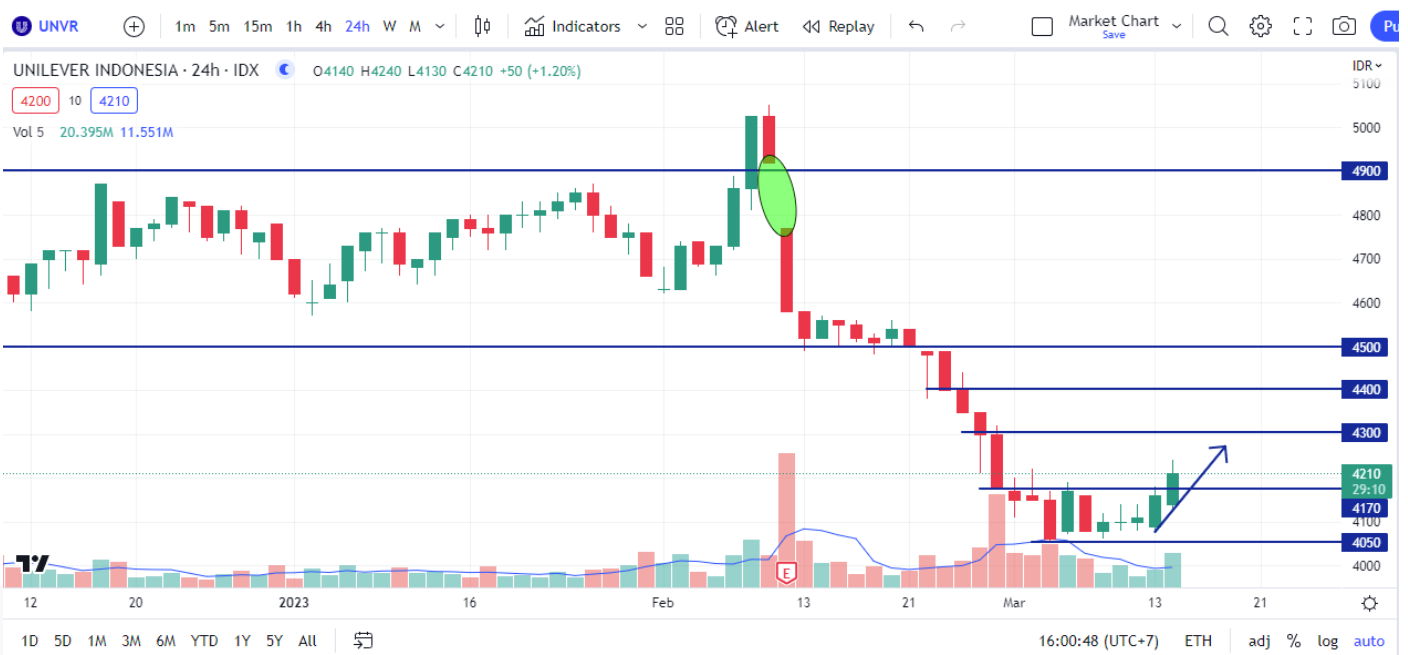 UNVR 1m 5m 15m 1h 4h 24h W M Indicators Alert Replay Market Chart Save
UNILEVER INDONESIA · 24h · IDX O4140 H4240 L4130 C4210 +50 (+1.20%)
IDR
4200 10 4210
Vol 5 20.395M 11.551M
5100
5000
4900
4800
4700
4600
4500
4400
4300
4210
29:10
4170
4100
4050
4000
E
12 20 2023 16 Feb 13 21 Mar 13 21
1D 5D 1M 3M 6M YTD 1Y 5Y All 16:00:48 (UTC+7) ETH adj % log auto